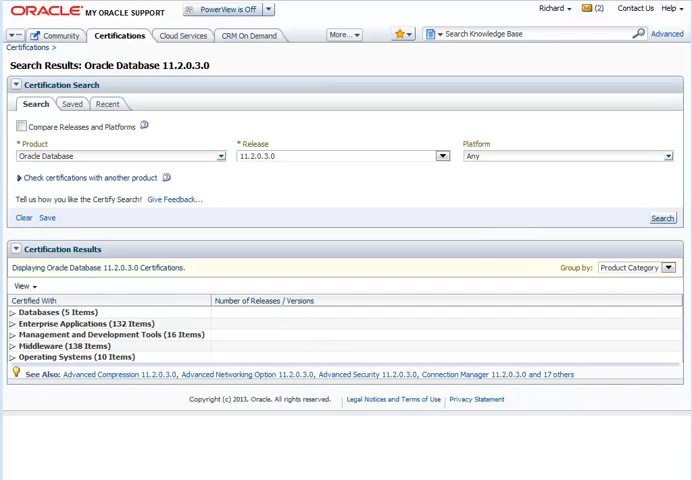 ORACLE MY ORACLE SUPPORT
PowerView is Off
Richard
(2)
Contact Us
Help
Community
Certifications
Cloud Services
CRM On Demand
More...
Search Knowledge Base
Advanced
Certifications >
Search Results: Oracle Database 11.2.0.3.0
Certification Search
Search
Saved
Recent
Compare Releases and Platforms
* Product
* Release
Platform
Oracle Database
11.2.0.3.0
Any
Check certifications with another product
Tell us how you like the Certify Search! Give Feedback...
Clear Save
Search
Certification Results
Displaying Oracle Database 11.2.0.3.0 Certifications.
Group by: Product Category
View
Certified With
Number of Releases / Versions
Databases (5 Items)
Enterprise Applications (132 Items)
Management and Development Tools (16 Items)
Middleware (138 Items)
Operating Systems (10 Items)
See Also: Advanced Compression 11.2.0.3.0, Advanced Networking Option 11.2.0.3.0, Advanced Security 11.2.0.3.0, Connection Manager 11.2.0.3.0 and 17 others
Copyright (c) 2013, Oracle. All rights reserved.
Legal Notices and Terms of Use
Privacy Statement